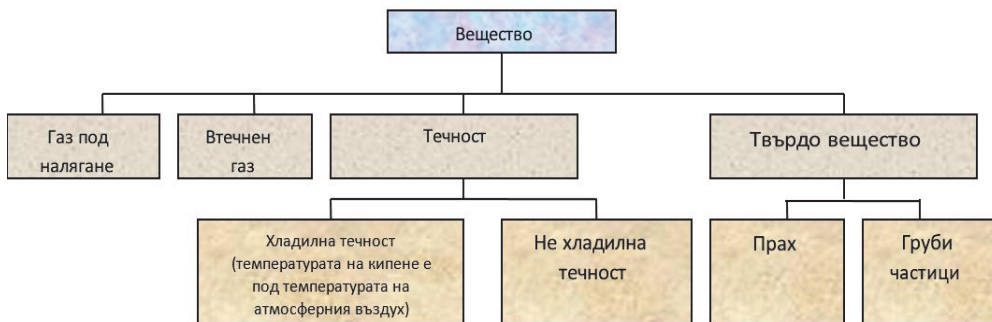 Вещество
Газ под
налягане
Втечнен
газ
Течност
Твърдо вещество
Хладилна течност
(температурата на кипене е
под температурата на
атмосферния въздух)
Не хладилна
течност
Прах
Груби
частици